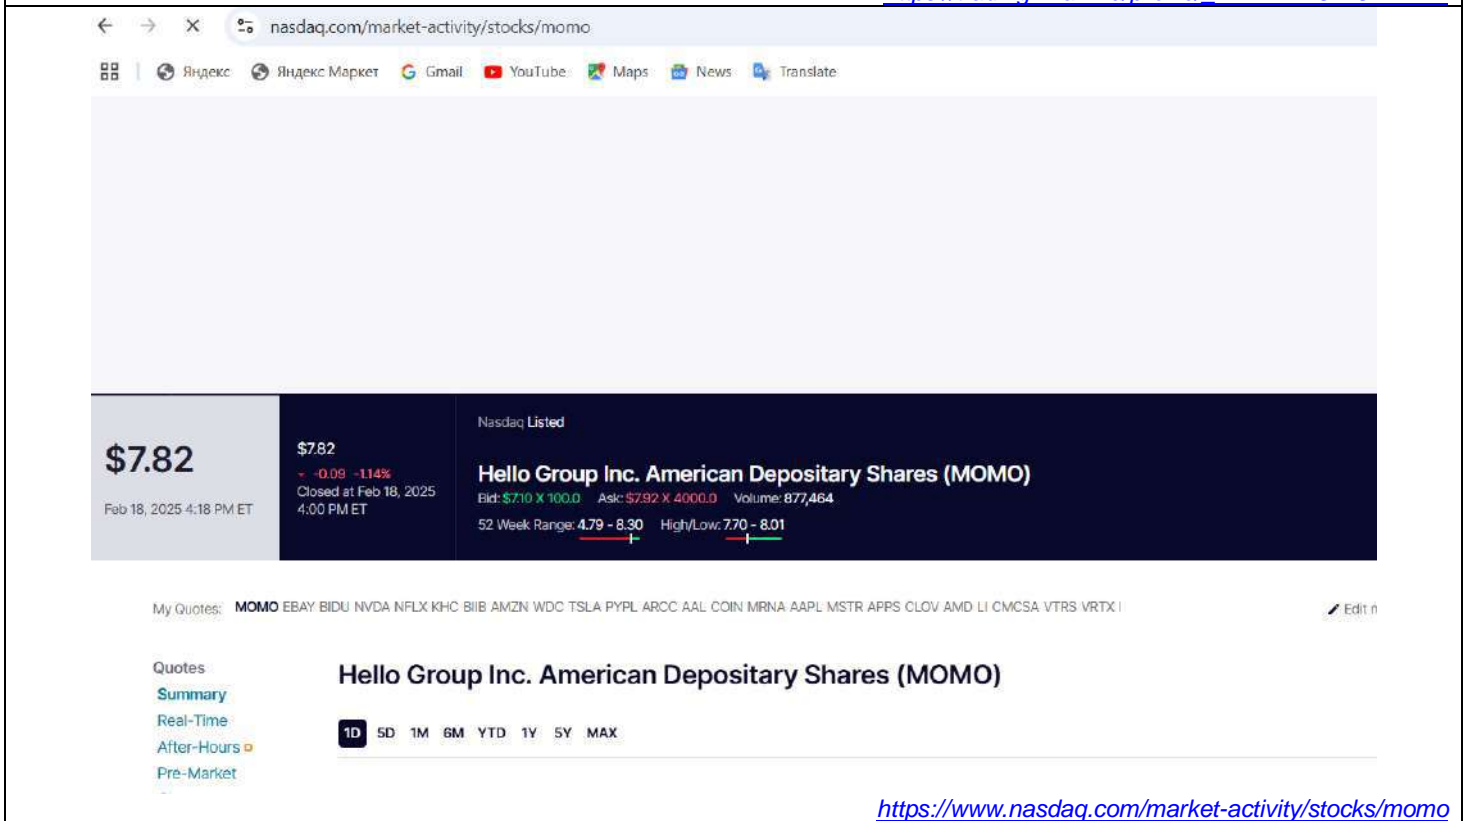 nasdaq.com/market-activity/stocks/momo
Яндекс Яндекс Маркет Gmail YouTube Maps News Translate
Nasdaq Listed
$7.82
$7.82
-0.09 -1.14%
Closed at Feb 18, 2025
4:00 PM ET
Feb 18, 2025 4:18 PM ET
Hello Group Inc. American Depositary Shares (MOMO)
Bid: $7.10 X 100.0 Ask: $7.92 X 4000.0 Volume: 877,464
52 Week Range: 4.79 - 8.30 High/Low: 7.70 - 8.01
My Quotes: MOMO EBAY BIDU NVDA NFLX KHC BIIB AMZN WDC TSLA PYPL ARCC AAL COIN MRNA AAPL MSTR APPS CLOV AMD LI CMCSA VTRS VRTX
Edit
Quotes
Summary
Real-Time
After-Hours
Pre-Market
Hello Group Inc. American Depositary Shares (MOMO)
1D 5D 1M 6M YTD 1Y 5Y MAX
https://www.nasdaq.com/market-activity/stocks/momo